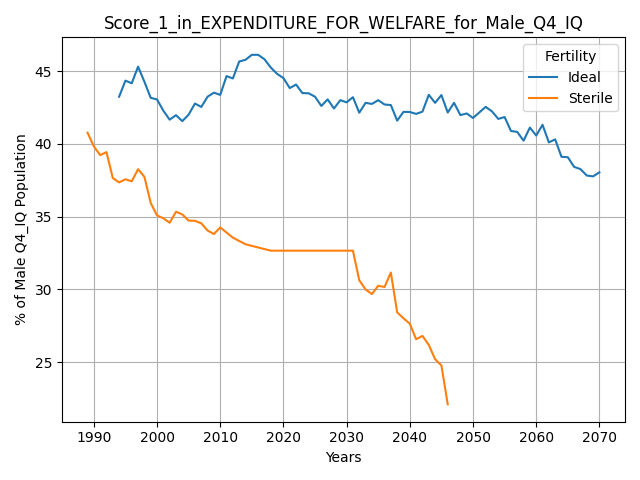 Score_1_in_EXPENDITURE_FOR_WELFARE_for_Male_Q4_IQ
Fertility
Ideal
Sterile
% of Male Q4_IQ Population
45
40
35
30
25
1990 2000 2010 2020 2030 2040 2050 2060 2070
Years